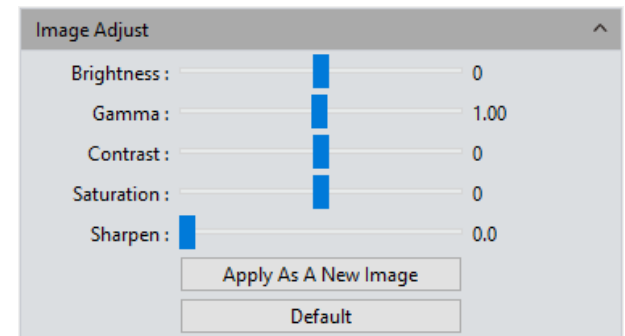 Image Adjust
Brightness : 0
Gamma : 1.00
Contrast : 0
Saturation : 0
Sharpen : 0.0
Apply As A New Image
Default